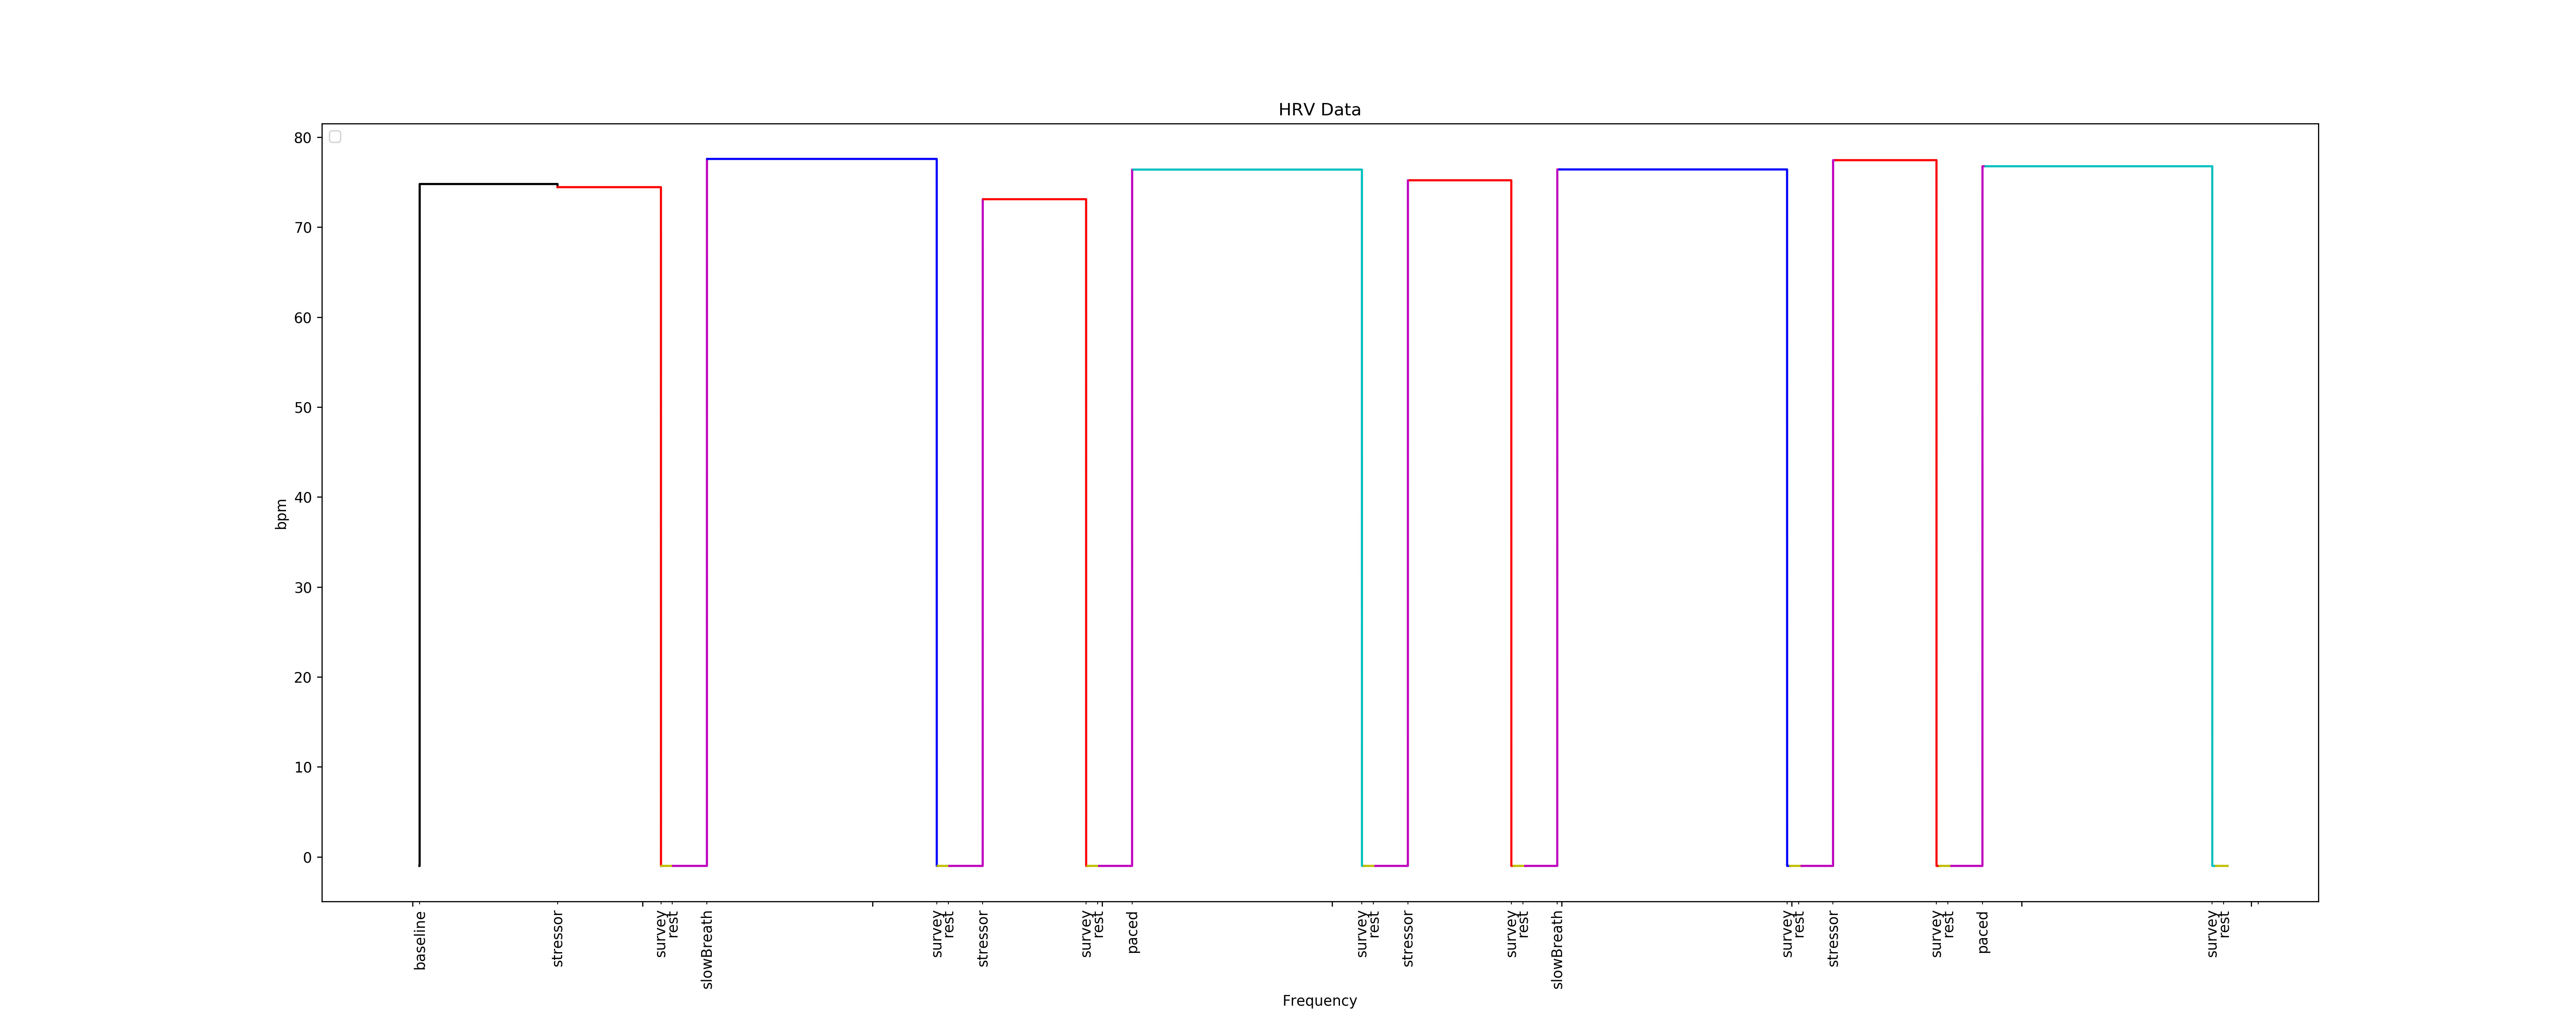 HRV Data
80
70
60
50
40
30
20
10
0
bpm
baseline
stressor
survey
rest
slowBreath
survey
rest
stressor
survey
rest
paced
survey
rest
stressor
survey
rest
slowBreath
survey
rest
stressor
survey
rest
paced
survey
rest
Frequency